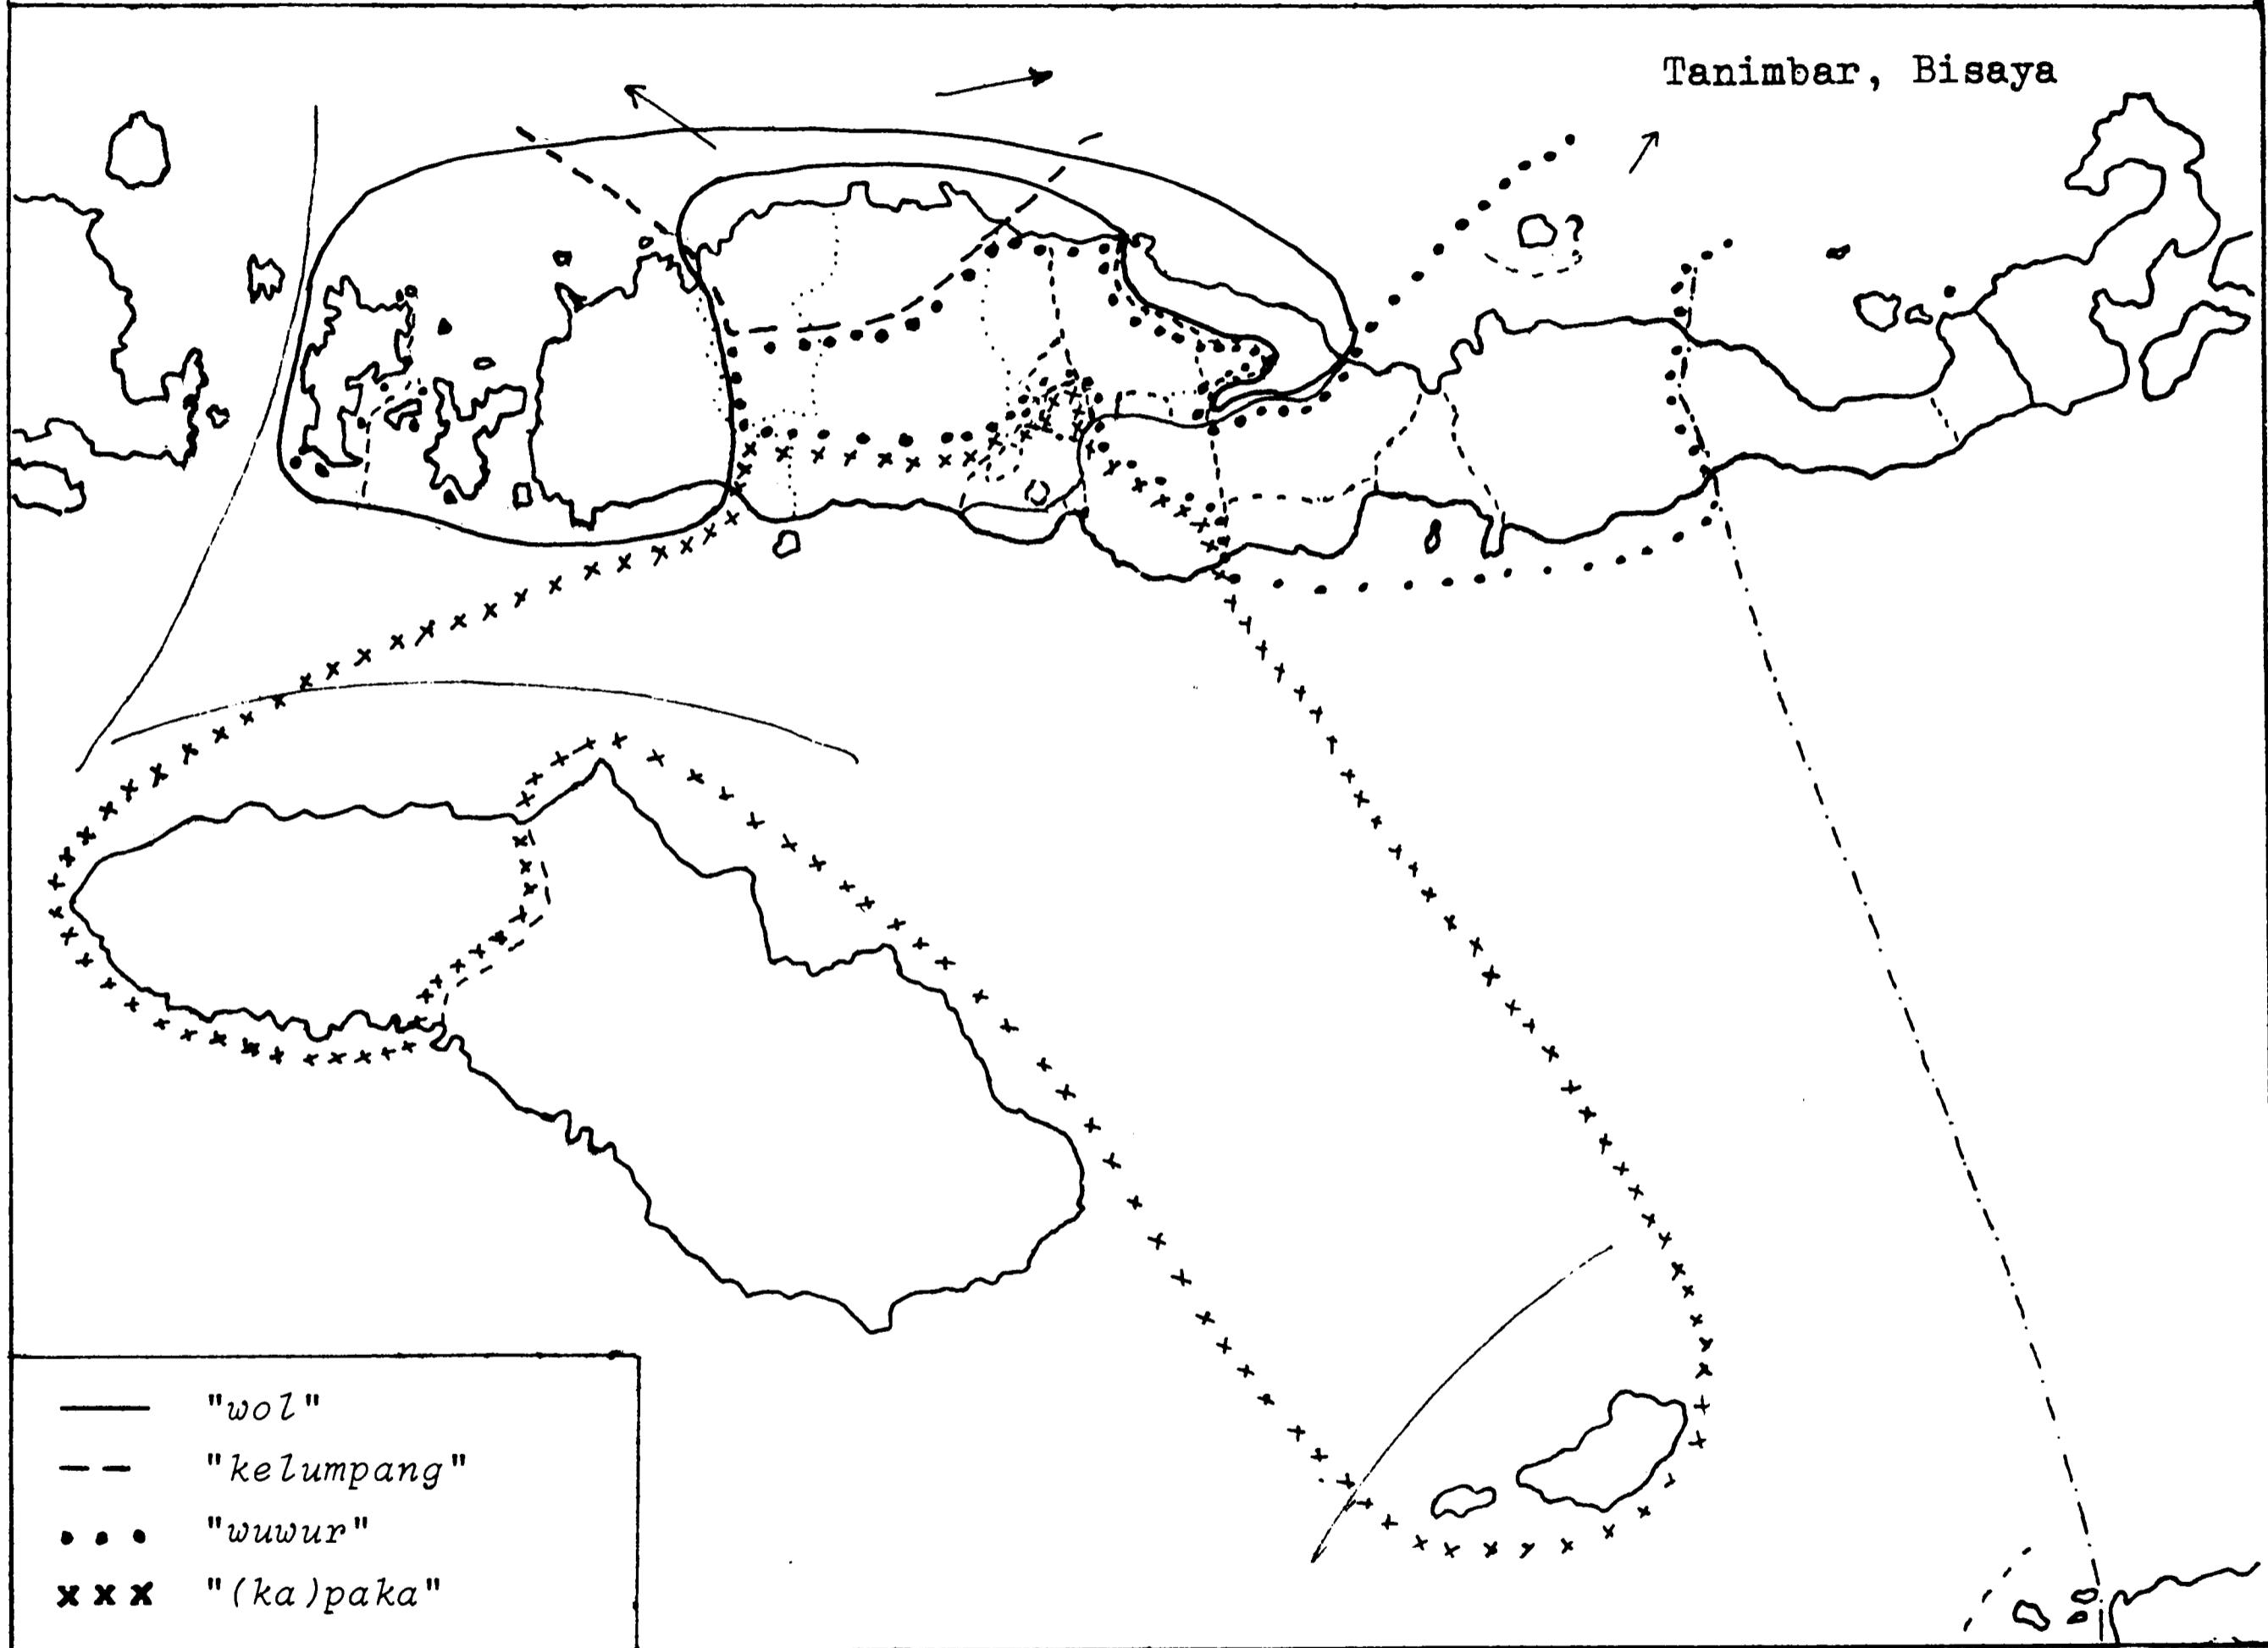 Tanimbar, Bisaya
?
"wol"
"kelumpang"
"wuwur"
"(ka)paka"